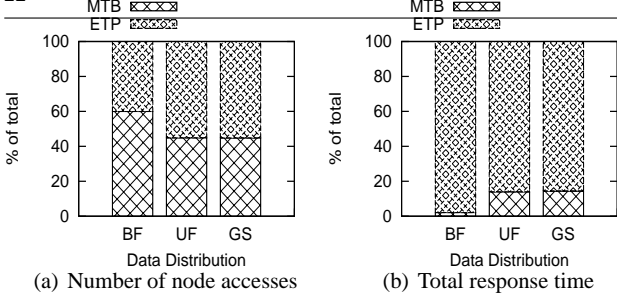 MTB
ETP
100
80
60
40
20
0
% of total
BF UF GS
Data Distribution
(a) Number of node accesses
MTB
ETP
100
80
60
40
20
0
% of total
BF UF GS
Data Distribution
(b) Total response time